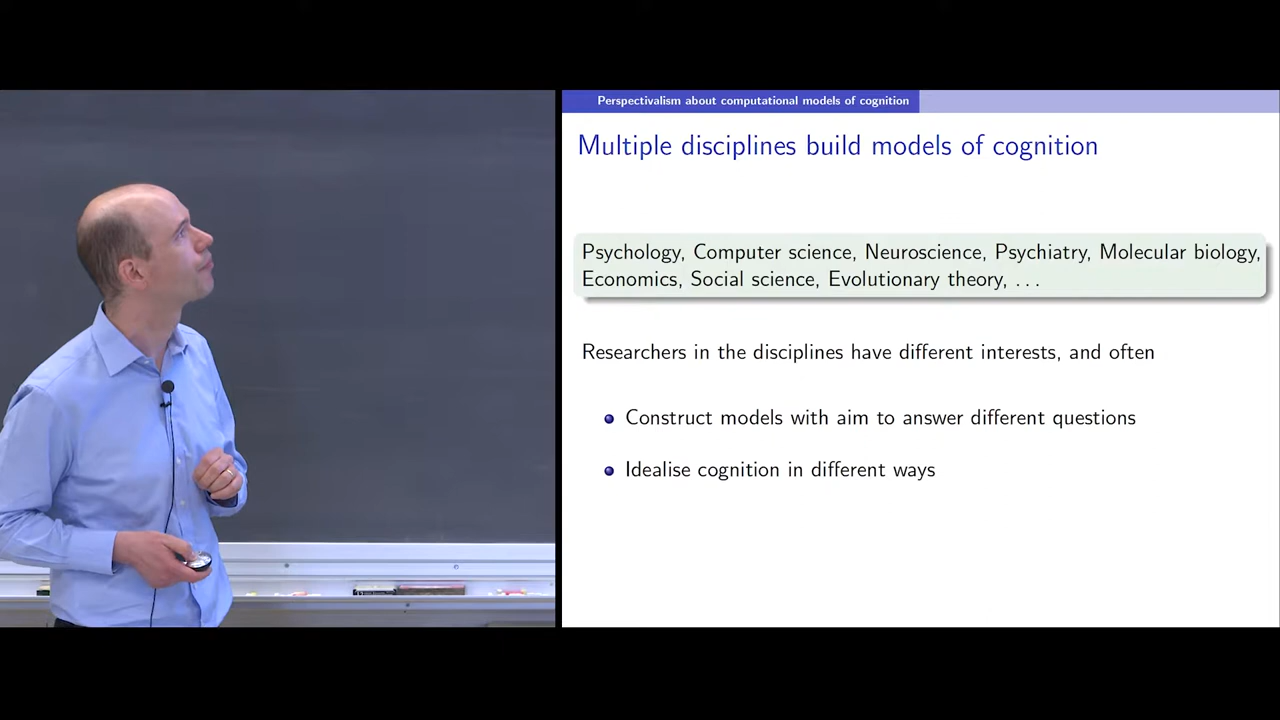 Perspectivalism about computational models of cognition
Multiple disciplines build models of cognition
Psychology, Computer science, Neuroscience, Psychiatry, Molecular biology,
Economics, Social science, Evolutionary theory, . . .
Researchers in the disciplines have different interests, and often
Construct models with aim to answer different questions
Idealise cognition in different ways